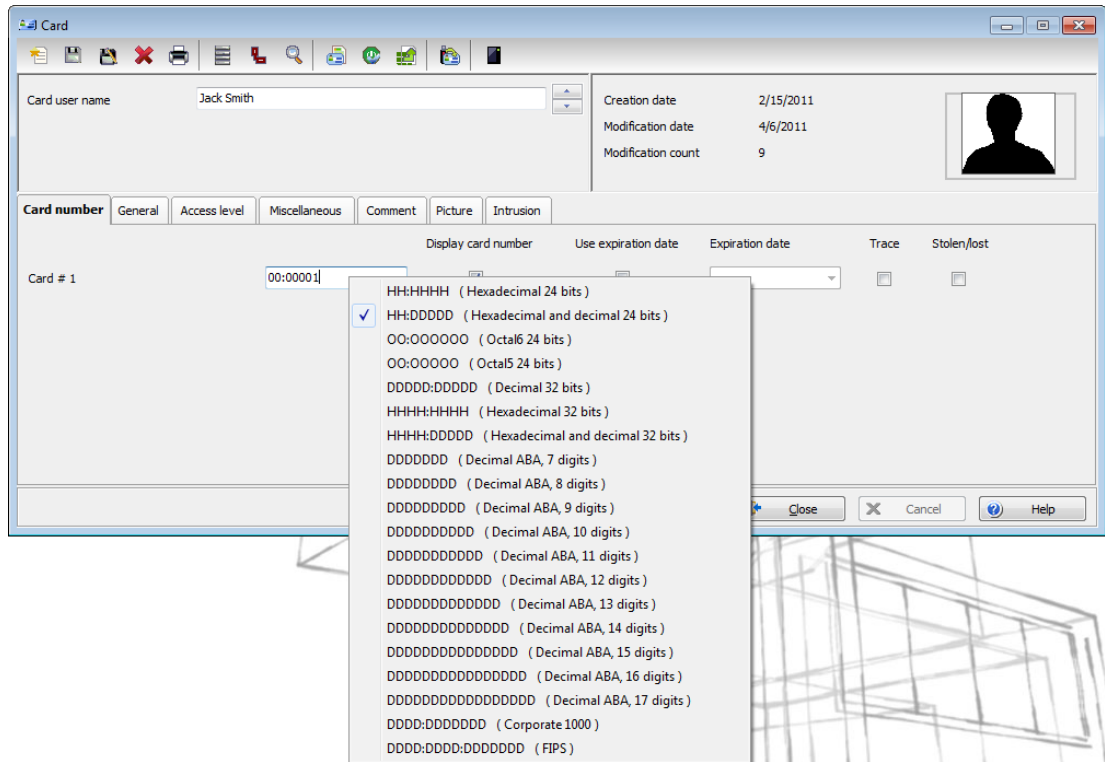 Card
Card user name Jack Smith
Creation date 2/15/2011
Modification date 4/6/2011
Modification count 9
Card number General Access level Miscellaneous Comment Picture Intrusion
Display card number Use expiration date Expiration date Trace Stolen/lost
Card # 1 00:00001
HH:HHHH ( Hexadecimal 24 bits )
HH:DDDDD ( Hexadecimal and decimal 24 bits )
OO:OOOOOO ( Octal6 24 bits )
OO:OOOOO ( Octal5 24 bits )
DDDDD:DDDDD ( Decimal 32 bits )
HHHH:HHHH ( Hexadecimal 32 bits )
HHHH:DDDDD ( Hexadecimal and decimal 32 bits )
DDDDDDD ( Decimal ABA, 7 digits )
DDDDDDDD ( Decimal ABA, 8 digits )
DDDDDDDDD ( Decimal ABA, 9 digits )
DDDDDDDDDD ( Decimal ABA, 10 digits )
DDDDDDDDDDD ( Decimal ABA, 11 digits )
DDDDDDDDDDDD ( Decimal ABA, 12 digits )
DDDDDDDDDDDDD ( Decimal ABA, 13 digits )
DDDDDDDDDDDDDD ( Decimal ABA, 14 digits )
DDDDDDDDDDDDDDD ( Decimal ABA, 15 digits )
DDDDDDDDDDDDDDDD ( Decimal ABA, 16 digits )
DDDDDDDDDDDDDDDDD ( Decimal ABA, 17 digits )
DDDD:DDDDDDD ( Corporate 1000 )
DDDD:DDDD:DDDDDDD ( FIPS )
Close Cancel Help